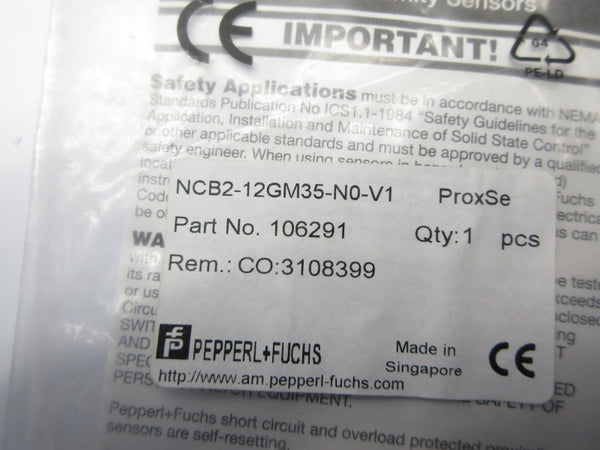 Sensors
CE IMPORTANT! 04
PE-LD
Safety Applications must be in accordance with NEMA
Standards Publication No ICS1.1-1984 "Safety Guidelines for the
Application, Installation and Maintenance of Solid State Control"
or other applicable standards and must be approved by a qualified
safety engineer. When using sensors in
NCB2-12GM35-N0-V1 ProxSe
Part No. 106291 Qty:1 pcs
Rem.: CO:3108399
PEPPERL+FUCHS Made in
Singapore CE
http://www.am.pepperl-fuchs.com
EQUIPMENT.
Pepperl+Fuchs short circuit and overload protected
sensors are self-resetting.